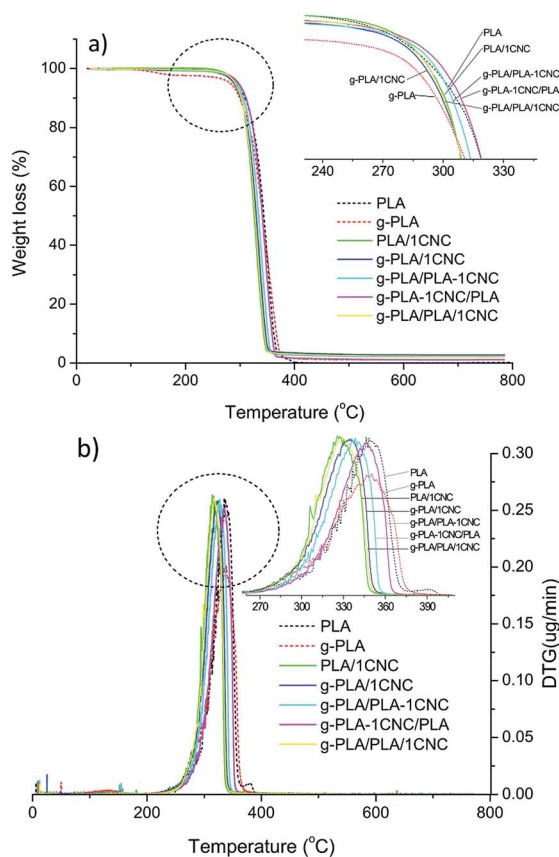 a)
Weight loss (%)
100
80
60
40
20
0
0
200
400
600
800
Temperature (°C)
PLA
PLA/1CNC
g-PLA/PLA-1CNC
g-PLA/1CNC
g-PLA-1CNC/PLA
g-PLA
g-PLA/PLA/1CNC
240
270
300
330
PLA
g-PLA
PLA/1CNC
g-PLA/1CNC
g-PLA/PLA-1CNC
g-PLA-1CNC/PLA
g-PLA/PLA/1CNC
b)
0.30
0.25
0.20
0.15
0.10
0.05
0.00
DTG(ug/min)
PLA
g-PLA
PLA/1CNC
g-PLA/1CNC
g-PLA/PLA-1CNC
g-PLA-1CNC/PLA
g-PLA/PLA/1CNC
270
300
330
360
390
PLA
g-PLA
PLA/1CNC
g-PLA/1CNC
g-PLA/PLA-1CNC
g-PLA-1CNC/PLA
g-PLA/PLA/1CNC
0
200
400
600
800
Temperature (°C)